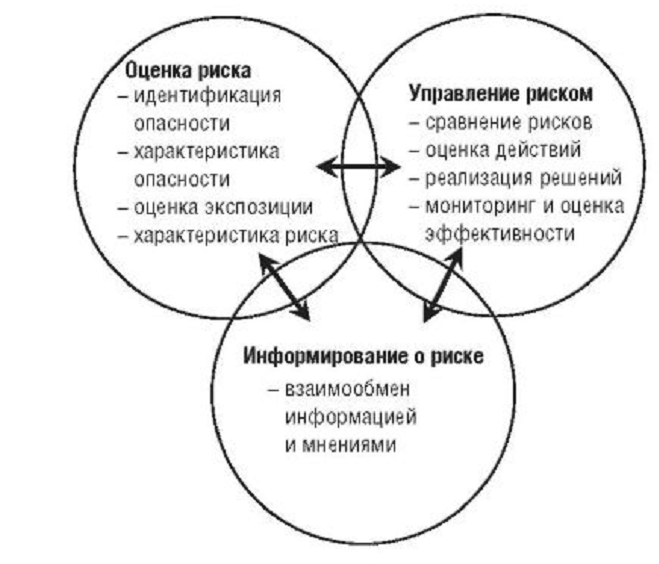 Оценка риска
– идентификация
опасности
– характеристика
опасности
– оценка экспозиции
– характеристика риска
Управление риском
– сравнение рисков
– оценка действий
– реализация решений
– мониторинг и оценка
эффективности
Информирование о риске
– взаимообмен
информацией
и мнениями